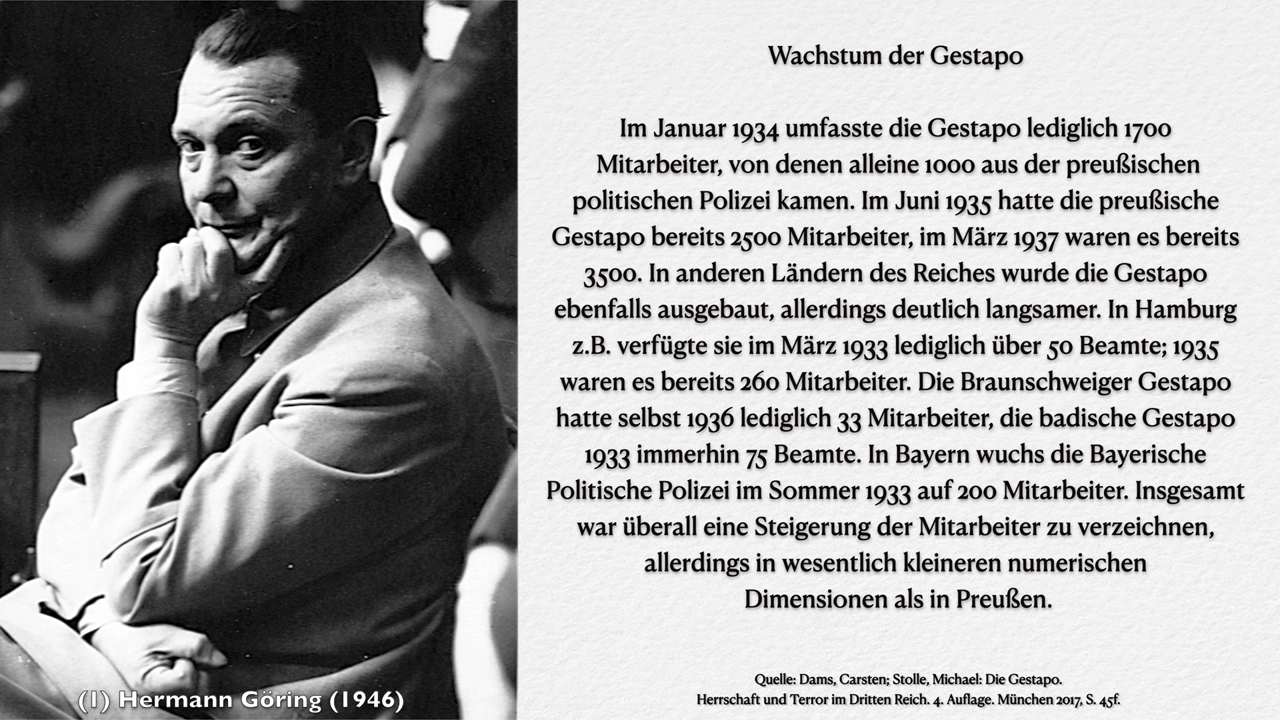 Wachstum der Gestapo
Im Januar 1934 umfasste die Gestapo lediglich 1700
Mitarbeiter, von denen alleine 1000 aus der preußischen
politischen Polizei kamen. Im Juni 1935 hatte die preußische
Gestapo bereits 2500 Mitarbeiter, im März 1937 waren es bereits
3500. In anderen Ländern des Reiches wurde die Gestapo
ebenfalls ausgebaut, allerdings deutlich langsamer. In Hamburg
z.B. verfügte sie im März 1933 lediglich über 50 Beamte; 1935
waren es bereits 260 Mitarbeiter. Die Braunschweiger Gestapo
hatte selbst 1936 lediglich 33 Mitarbeiter, die badische Gestapo
1933 immerhin 75 Beamte. In Bayern wuchs die Bayerische
Politische Polizei im Sommer 1933 auf 200 Mitarbeiter. Insgesamt
war überall eine Steigerung der Mitarbeiter zu verzeichnen,
allerdings in wesentlich kleineren numerischen
Dimensionen als in Preußen.
Quelle: Dams, Carsten; Stolle, Michael: Die Gestapo.
Herrschaft und Terror im Dritten Reich. 4. Auflage. München 2017, S. 45f.
(I) Hermann Göring (1946)